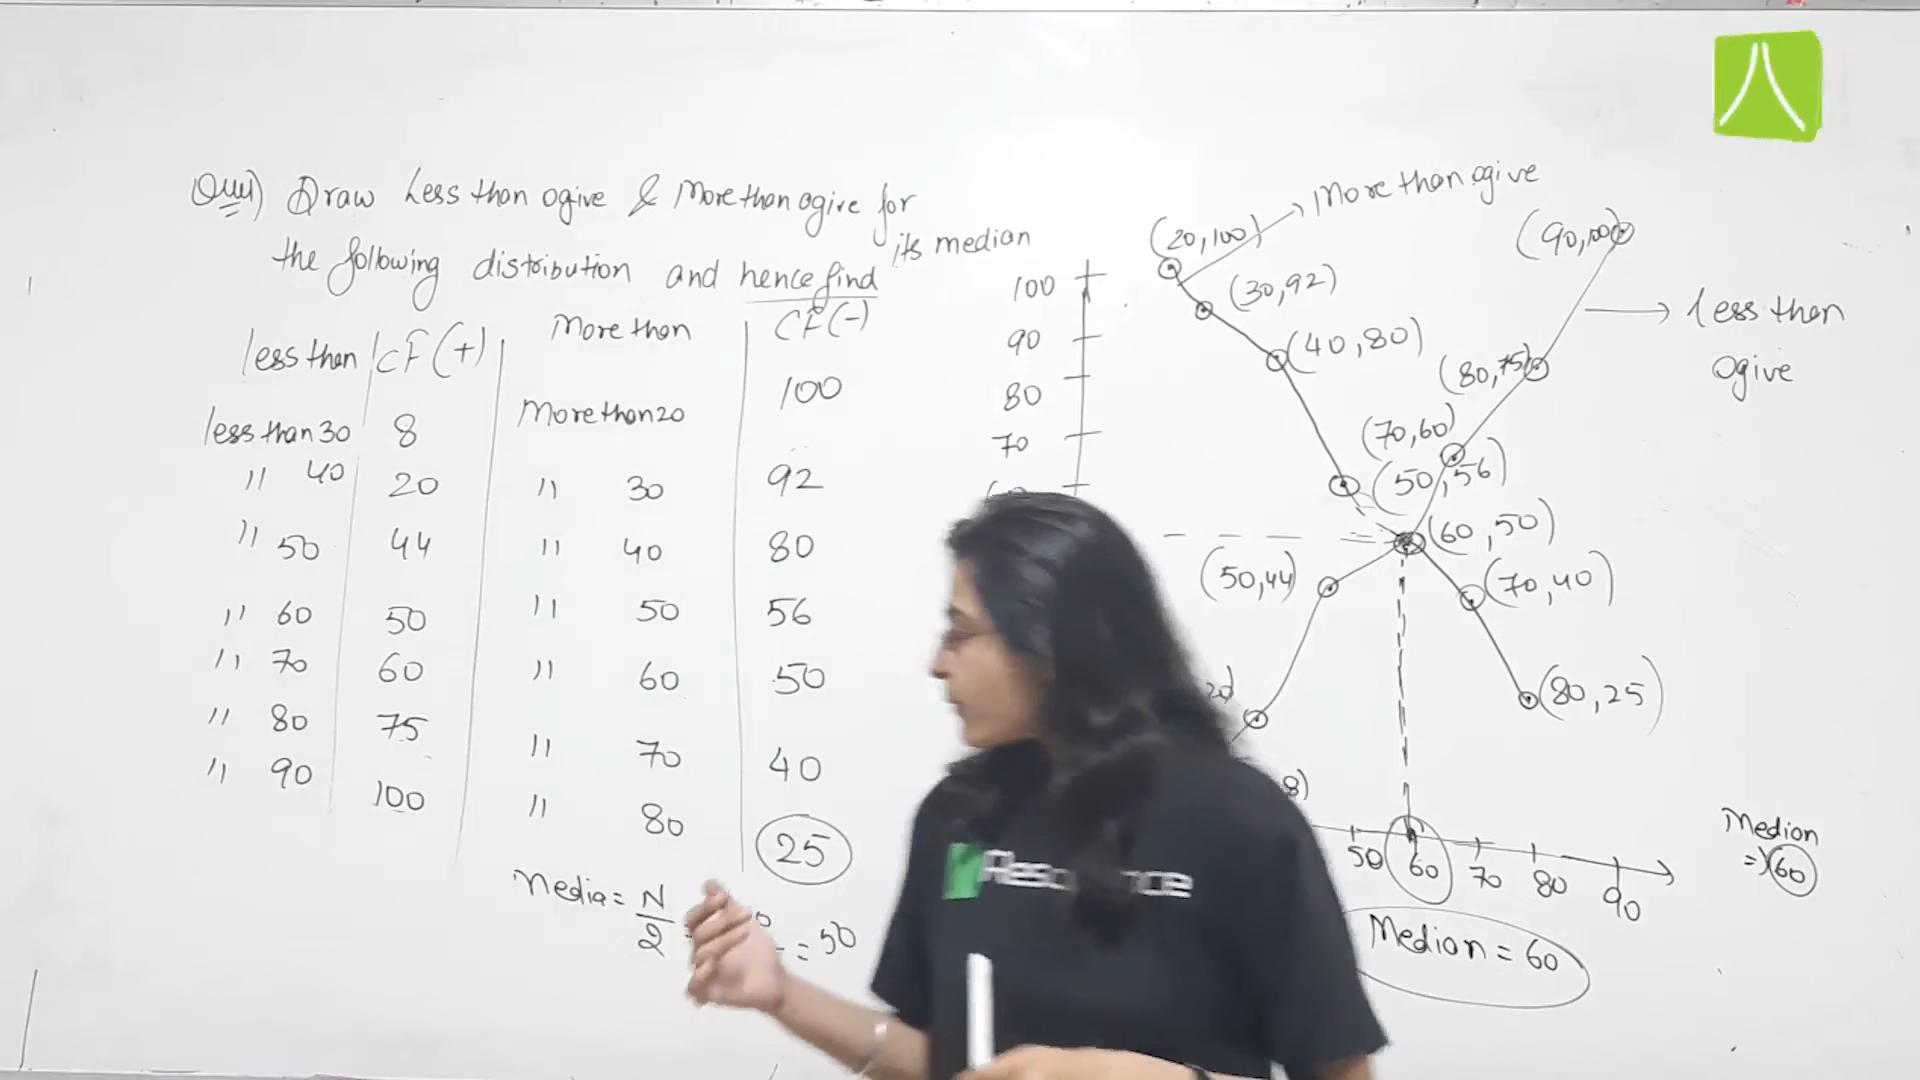 Ques) Draw Less than ogive & More than ogive for
the following distribution and hence find its median
less than CF(+) More than CF(-)
less than 30 8 More than 20 100
" 40 20 " 30 92
" 50 44 " 40 80
" 60 50 " 50 56
" 70 60 " 60 50
" 80 75 " 70 40
" 90 100 " 80 25
Media = N/2 = = 50
100
90
80
70
More than ogive
(20,100)
(30,92)
(40,80)
(50,56)
(60,50)
(70,40)
(80,25)
(90,100)
(80,75)
(70,60)
(50,44)
less than
ogive
50 60 70 80 90
Median
=) 60
Median = 60